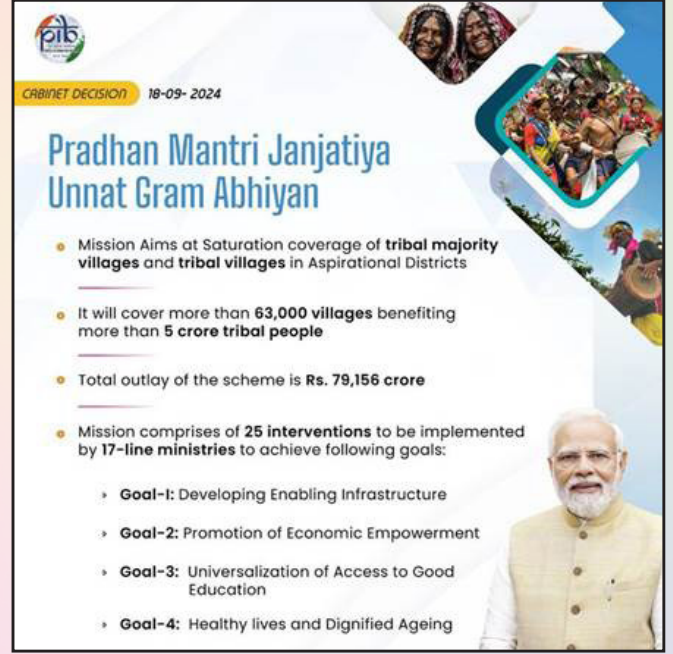 pib
CABINET DECISION 18-09- 2024
Pradhan Mantri Janjatiya
Unnat Gram Abhiyan
Mission Aims at Saturation coverage of tribal majority
villages and tribal villages in Aspirational Districts
It will cover more than 63,000 villages benefiting
more than 5 crore tribal people
Total outlay of the scheme is Rs. 79,156 crore
Mission comprises of 25 interventions to be implemented
by 17-line ministries to achieve following goals:
› Goal-I: Developing Enabling Infrastructure
› Goal-2: Promotion of Economic Empowerment
› Goal-3: Universalization of Access to Good
Education
› Goal-4: Healthy lives and Dignified Ageing